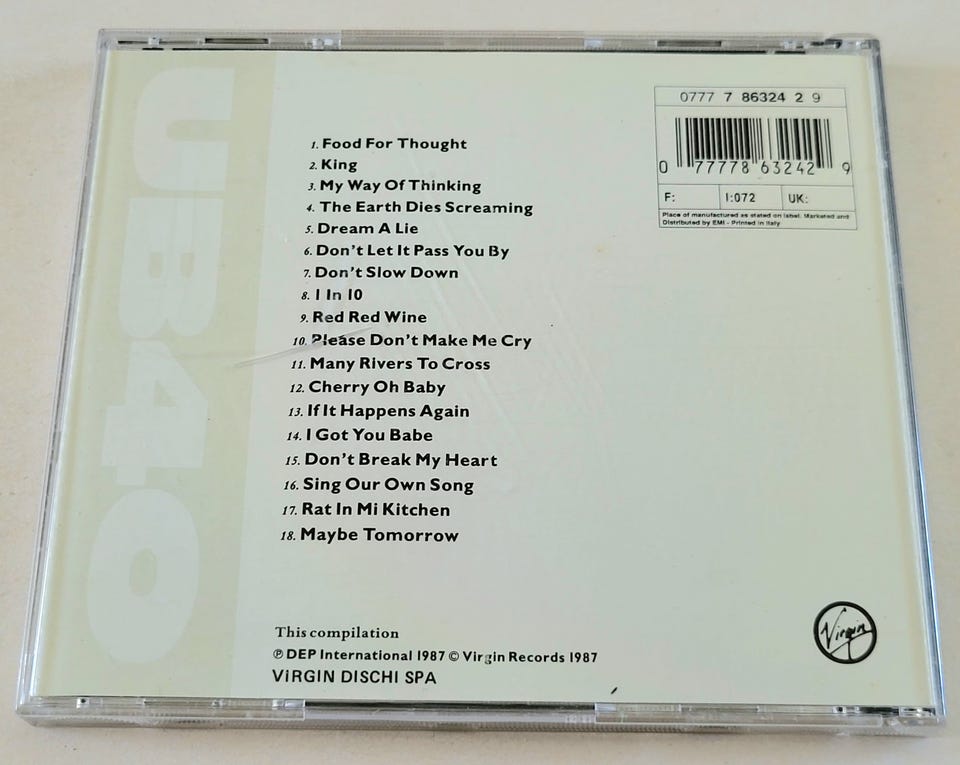 UB40
0777 7 86324 2 9
0 77778 63242 9
F: I:072 UK:
Place of manufactured as stated on label. Marketed and
Distributed by EMI - Printed in Italy
1. Food For Thought
2. King
3. My Way Of Thinking
4. The Earth Dies Screaming
5. Dream A Lie
6. Don't Let It Pass You By
7. Don't Slow Down
8. I In 10
9. Red Red Wine
10. Please Don't Make Me Cry
11. Many Rivers To Cross
12. Cherry Oh Baby
13. If It Happens Again
14. I Got You Babe
15. Don't Break My Heart
16. Sing Our Own Song
17. Rat In Mi Kitchen
18. Maybe Tomorrow
This compilation
℗ DEP International 1987 © Virgin Records 1987
ViRGIN DISCHI SPA
Virgin